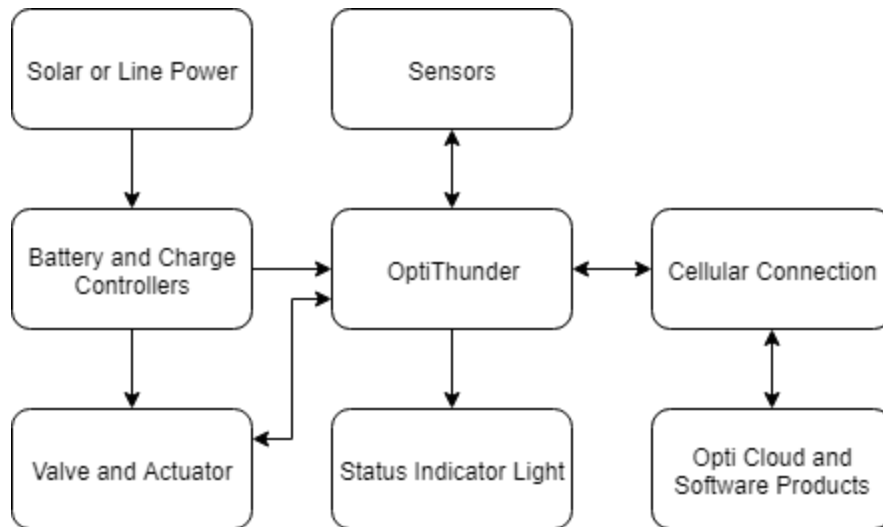 Solar or Line Power
Sensors
Battery and Charge
Controllers
OptiThunder
Cellular Connection
Valve and Actuator
Status Indicator Light
Opti Cloud and
Software Products